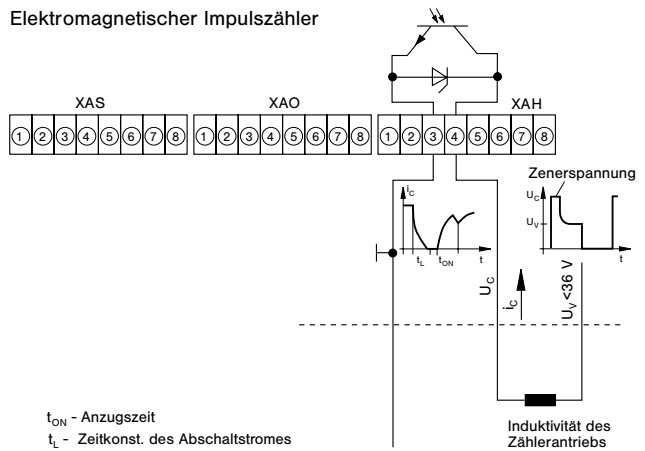 Elektromagnetischer Impulszähler
XAS XAO XAH
1 2 3 4 5 6 7 8 1 2 3 4 5 6 7 8 1 2 3 4 5 6 7 8
Zenerspannung
i_C
t_L t_ON t
U_C
U_V
t
U_C
i_C
U_V <36 V
t_ON - Anzugszeit
t_L - Zeitkonst. des Abschaltstromes
Induktivität des
Zählerantriebs